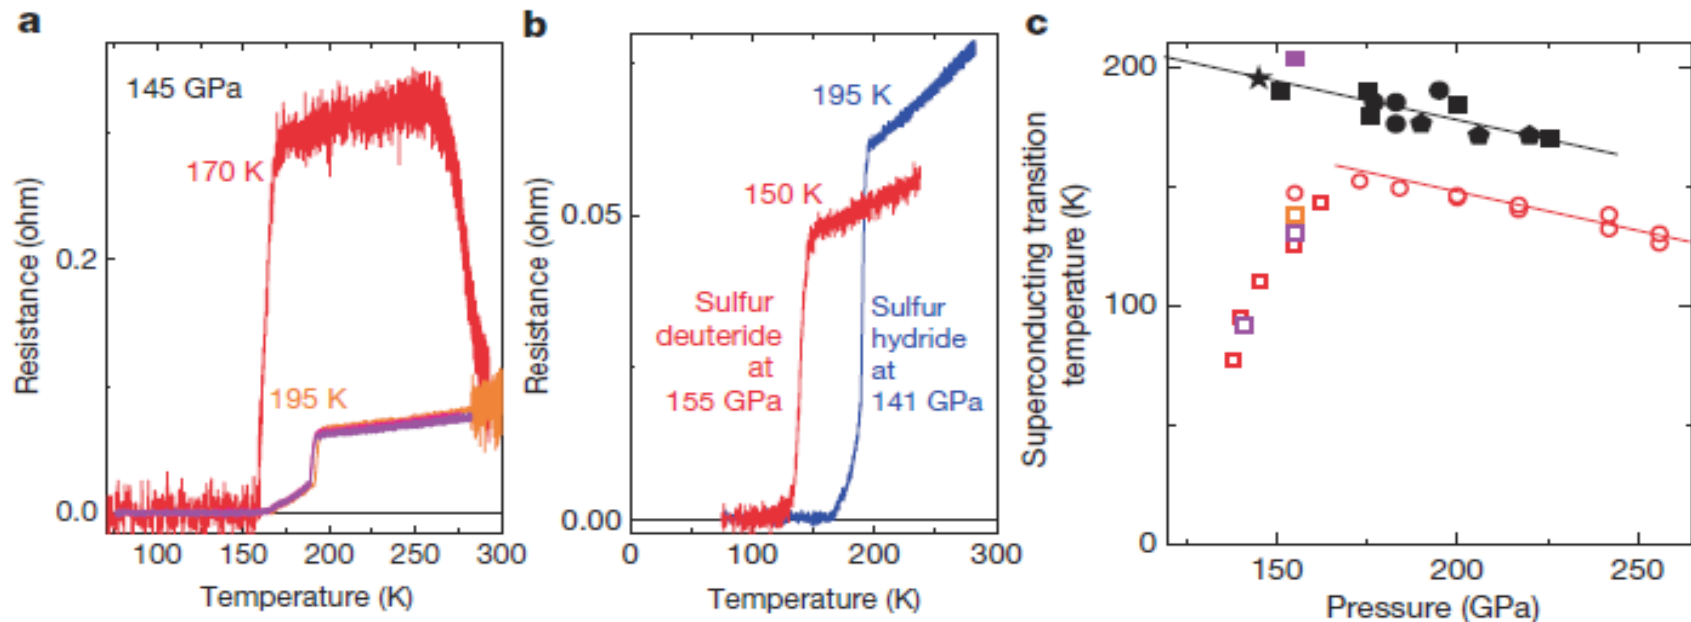 a
145 GPa
170 K
195 K
0.2
0.0
100
150
200
250
300
Resistance (ohm)
Temperature (K)
b
195 K
150 K
Sulfur
deuteride
at
155 GPa
Sulfur
hydride
at
141 GPa
0.05
0.00
0
100
200
300
Resistance (ohm)
Temperature (K)
c
200
100
0
150
200
250
Superconducting transition
temperature (K)
Pressure (GPa)